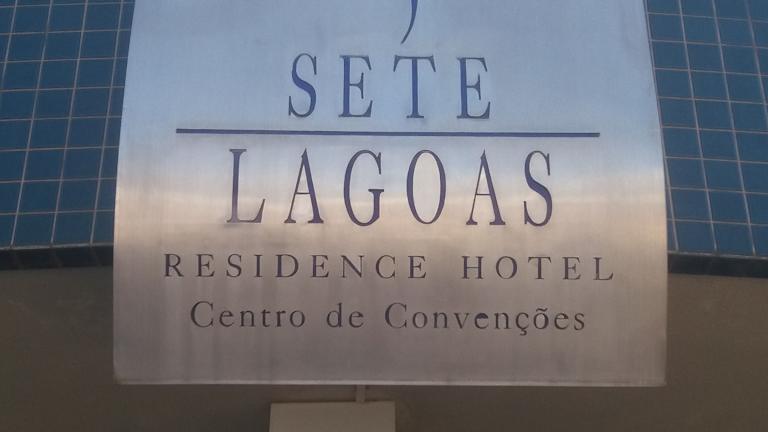 SETE
LAGOAS
RESIDENCE HOTEL
Centro de Convenções